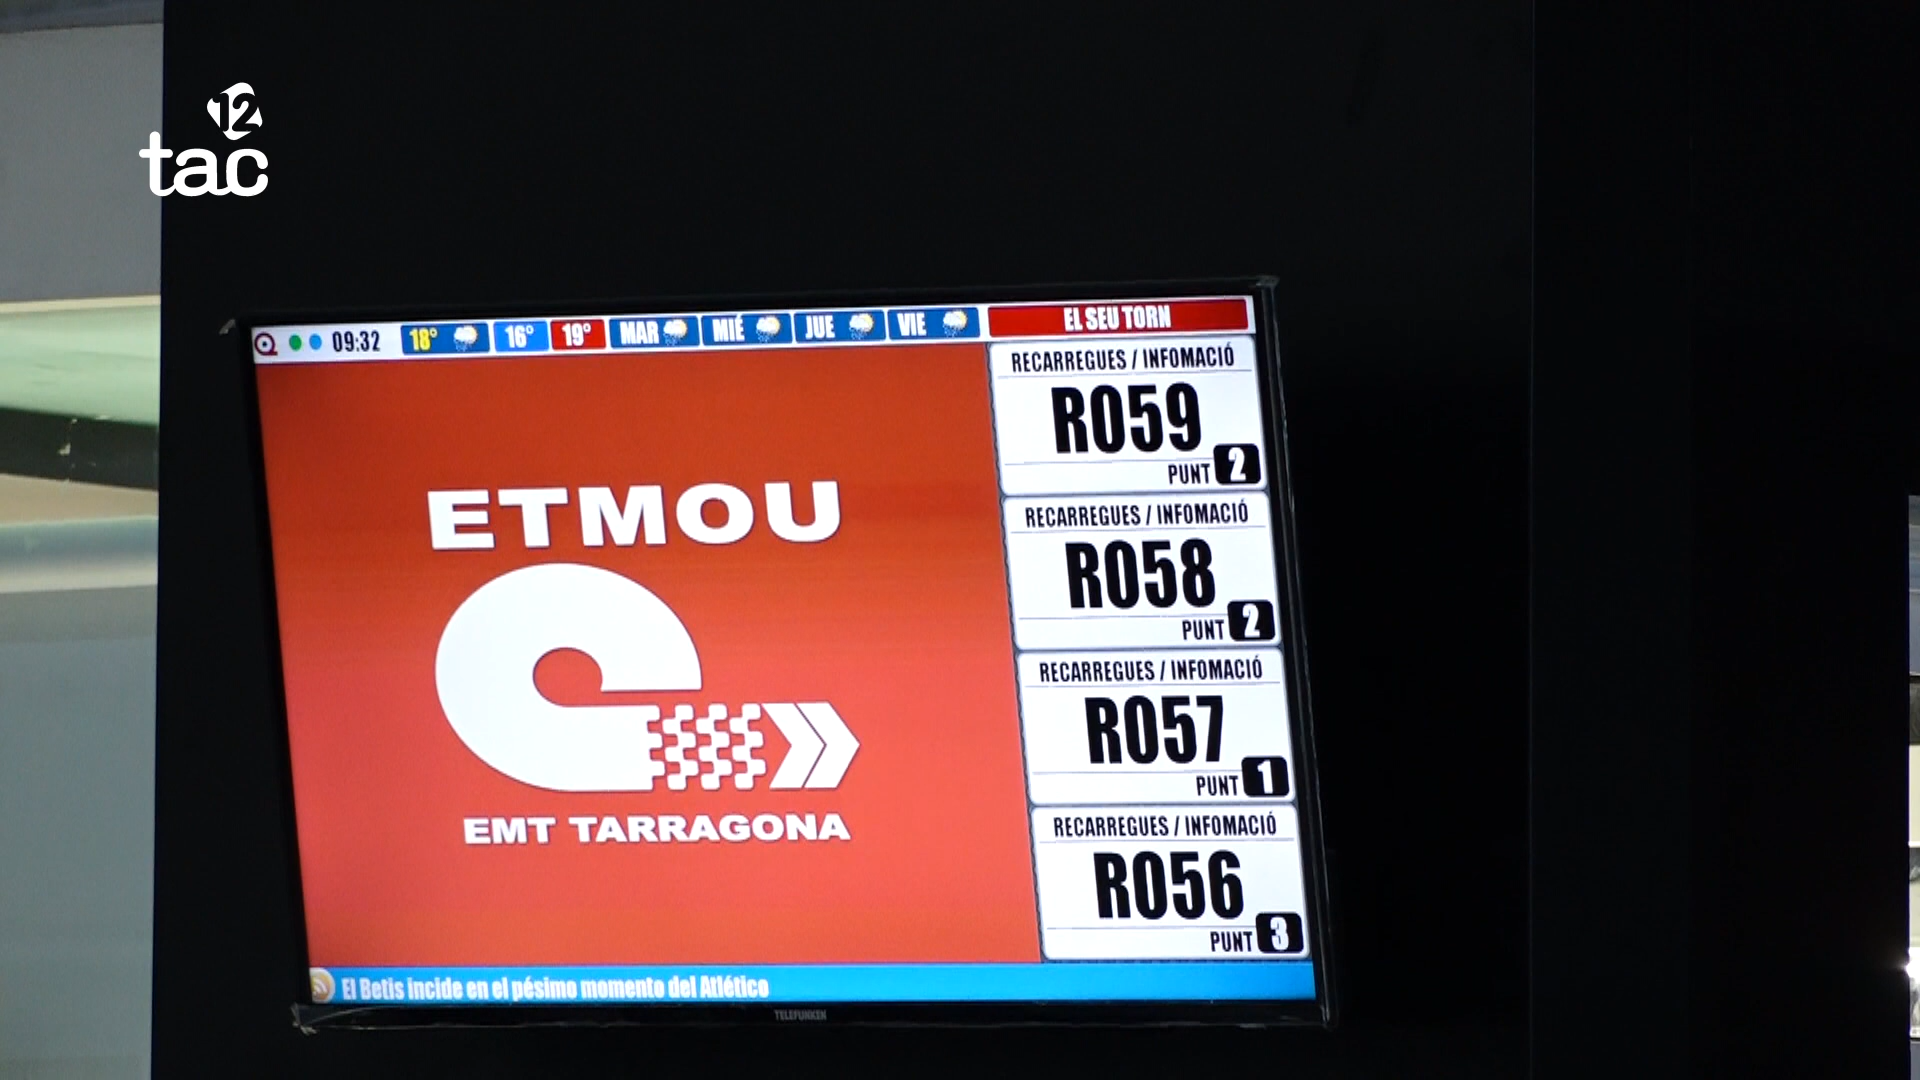 12
tac
09:32 18° 16° 19° MAR MIÉ JUE VIE
EL SEU TORN
RECARREGUES / INFOMACIÓ
R059
PUNT 2
RECARREGUES / INFOMACIÓ
R058
PUNT 2
RECARREGUES / INFOMACIÓ
R057
PUNT 1
RECARREGUES / INFOMACIÓ
R056
PUNT 3
ETMOU
EMT TARRAGONA
El Betis incide en el pésimo momento del Atlético
TELEFUNKEN